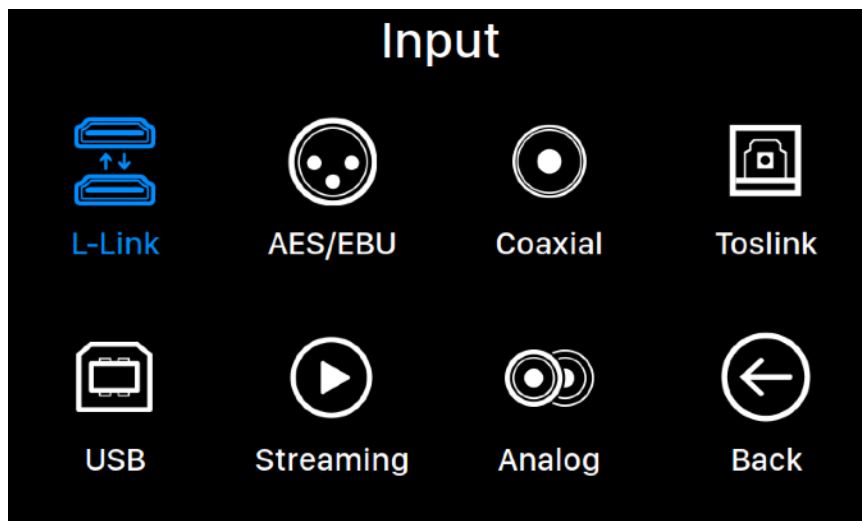 Input
L-Link AES/EBU Coaxial Toslink
USB Streaming Analog Back